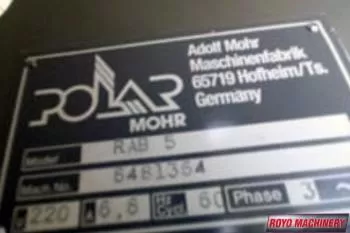 POLAR
MOHR
Adolf Mohr
Maschinenfabrik
65719 Hofheim/Ts.
Germany
Model RAB 5
Mach.No. 6481364
220 6,6 60 Phase 3
ROYO MACHINERY